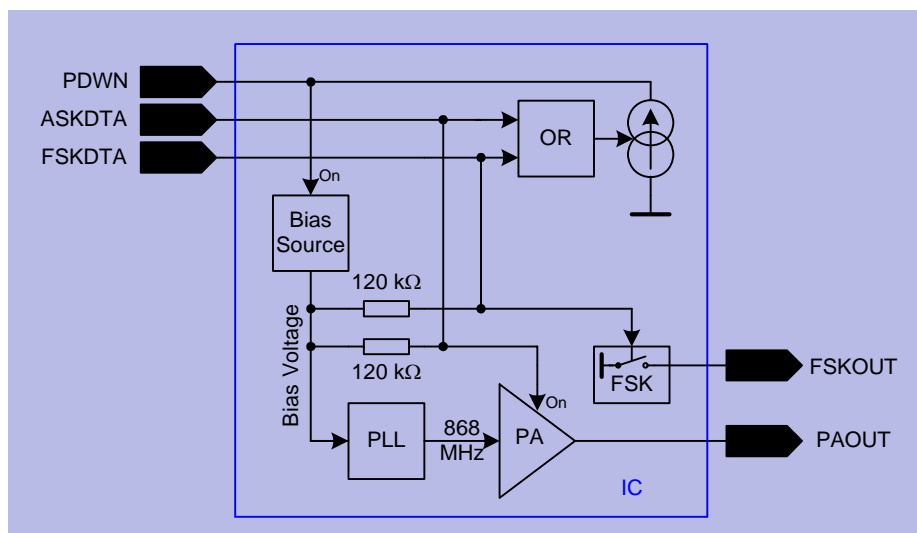 PDWN
ASKDTA
FSKDTA
OR
On
Bias
Source
120 kΩ
Bias Voltage
120 kΩ
FSK
FSKOUT
On
PLL
868
MHz
PA
PAOUT
IC